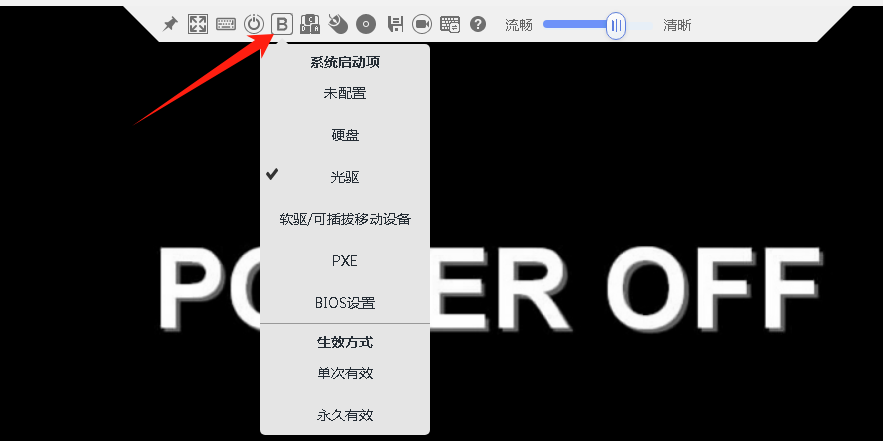 B
CDA
?
流畅
清晰
系统启动项
未配置
硬盘
光驱
软驱/可插拔移动设备
PXE
BIOS设置
生效方式
单次有效
永久有效
PO ER OFF